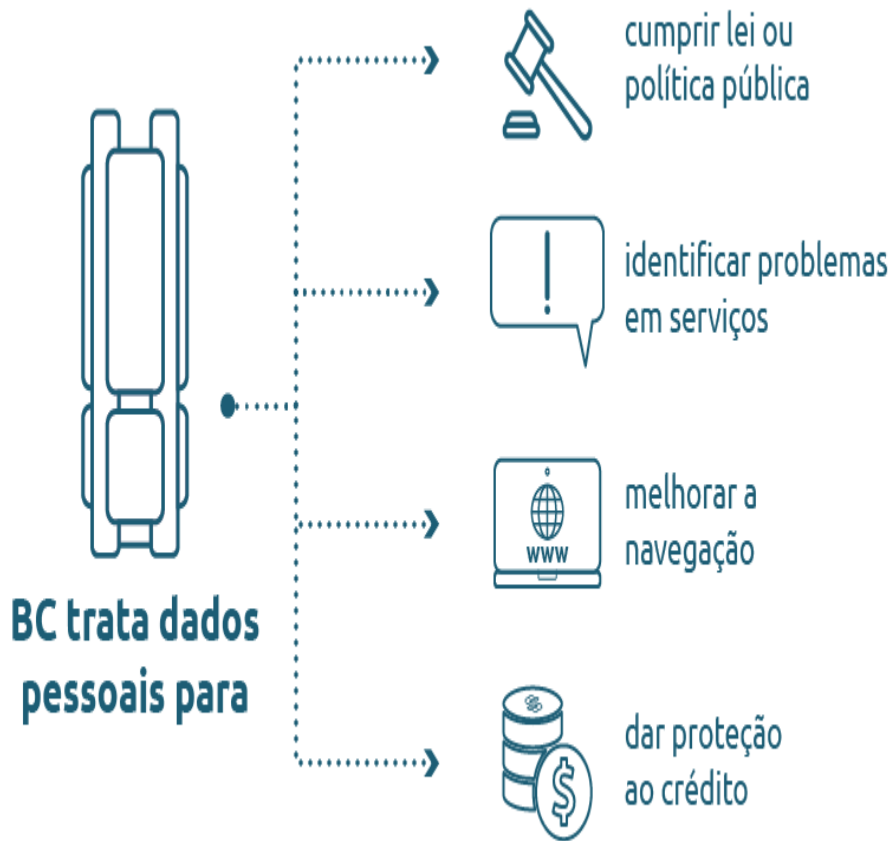 cumprir lei ou
política pública
identificar problemas
em serviços
BC trata dados
pessoais para
melhorar a
navegação
WWW
dar proteção
ao crédito
$